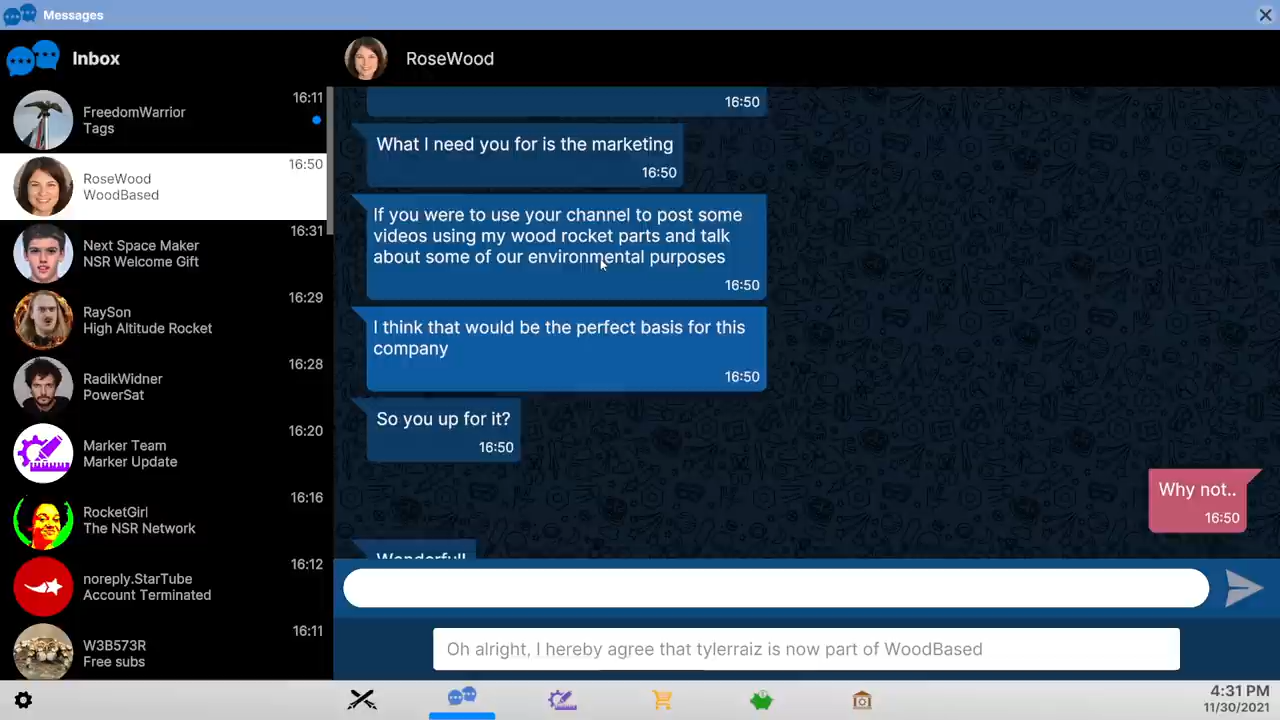 Messages
Inbox
RoseWood
FreedomWarrior
Tags
16:11
RoseWood
WoodBased
16:50
Next Space Maker
NSR Welcome Gift
16:31
RaySon
High Altitude Rocket
16:29
RadikWidner
PowerSat
16:28
Marker Team
Marker Update
16:20
RocketGirl
The NSR Network
16:16
noreply.StarTube
Account Terminated
16:12
W3B573R
Free subs
16:11
16:50
What I need you for is the marketing
16:50
If you were to use your channel to post some
videos using my wood rocket parts and talk
about some of our environmental purposes
16:50
I think that would be the perfect basis for this
company
16:50
So you up for it?
16:50
Why not..
16:50
Wonderful!
Oh alright, I hereby agree that tylerraiz is now part of WoodBased
4:31 PM
11/30/2021